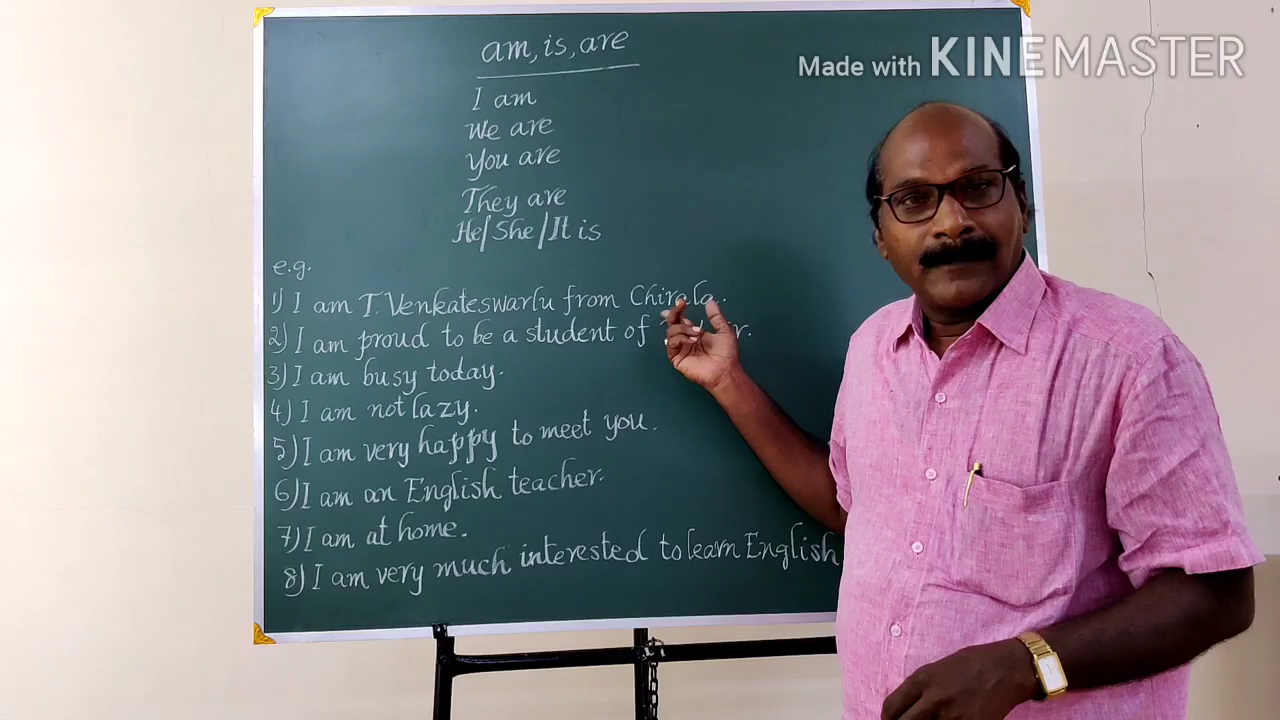 am, is, are
Made with KINEMASTER
I am
We are
You are
They are
He/She/It is
e.g.
1) I am T. Venkateswarlu from Chirala.
2) I am proud to be a student of
3) I am busy today.
4) I am not lazy.
5) I am very happy to meet you.
6) I am an English teacher.
7) I am at home.
8) I am very much interested to learn English